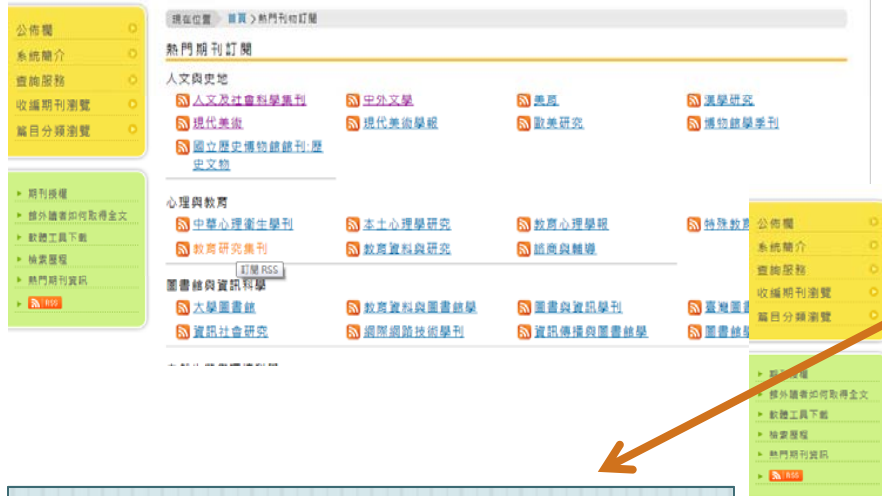 公佈欄
系統簡介
查詢服務
收編期刊瀏覽
篇目分類瀏覽
期刊授權
館外讀者如何取得全文
軟體工具下載
檢索歷程
熱門期刊資訊
RSS
現在位置 首頁 > 熱門刊物訂閱
熱門期刊訂閱
人文與史地
人文及社會科學集刊 中外文學 美育 漢學研究
現代美術 現代美術學報 歐美研究 博物館學季刊
國立歷史博物館館刊:歷
史文物
心理與教育
中華心理衛生學刊 本土心理學研究 教育心理學報 特殊教育
教育研究集刊 教育資料與研究 諮商與輔導
訂閱 RSS
圖書館與資訊科學
大學圖書館 教育資料與圖書館學 圖書與資訊學刊 臺灣圖書
資訊社會研究 網際網路技術學刊 資訊傳播與圖書館學 圖書館學
公佈欄
系統簡介
查詢服務
收編期刊瀏覽
篇目分類瀏覽
館外讀者如何取得全文
軟體工具下載
檢索歷程
熱門期刊資訊
RSS